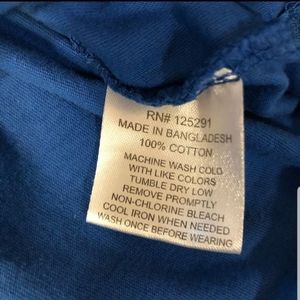 RN# 125291
MADE IN BANGLADESH
100% COTTON
MACHINE WASH COLD
WITH LIKE COLORS
TUMBLE DRY LOW
REMOVE PROMPTLY
NON-CHLORINE BLEACH
COOL IRON WHEN NEEDED
WASH ONCE BEFORE WEARING